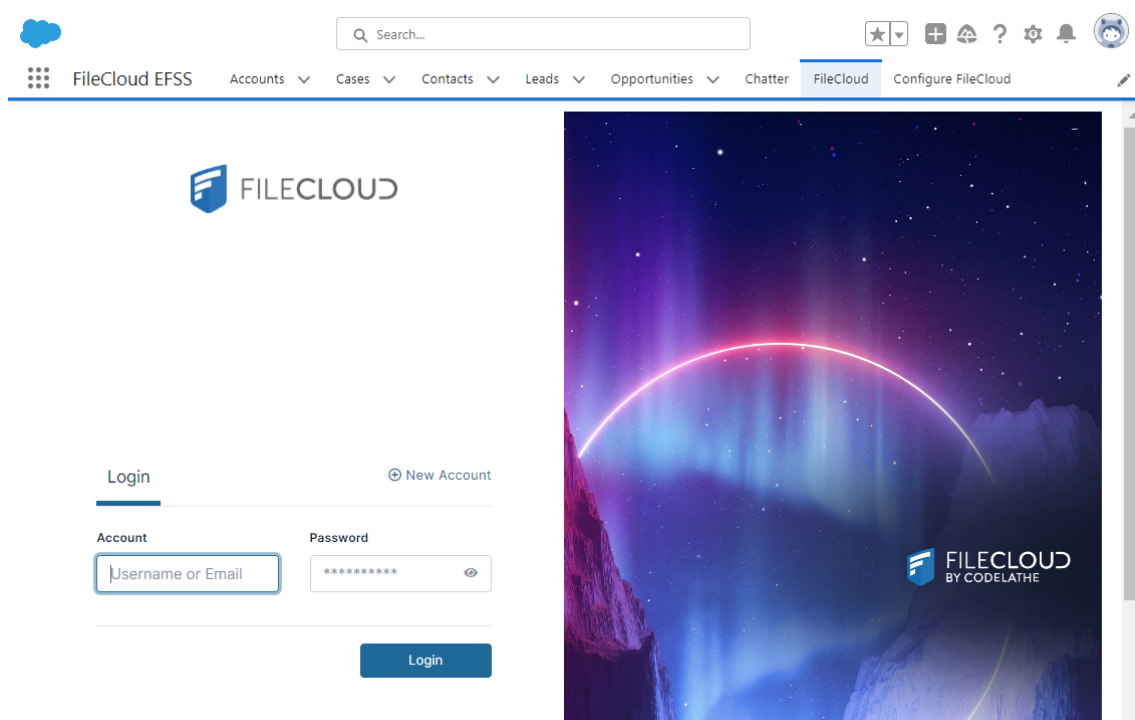 Search...
FileCloud EFSS Accounts Cases Contacts Leads Opportunities Chatter FileCloud Configure FileCloud
FILECLOUD
Login New Account
Account Password
Username or Email **********
Login
FILECLOUD
BY CODELATHE